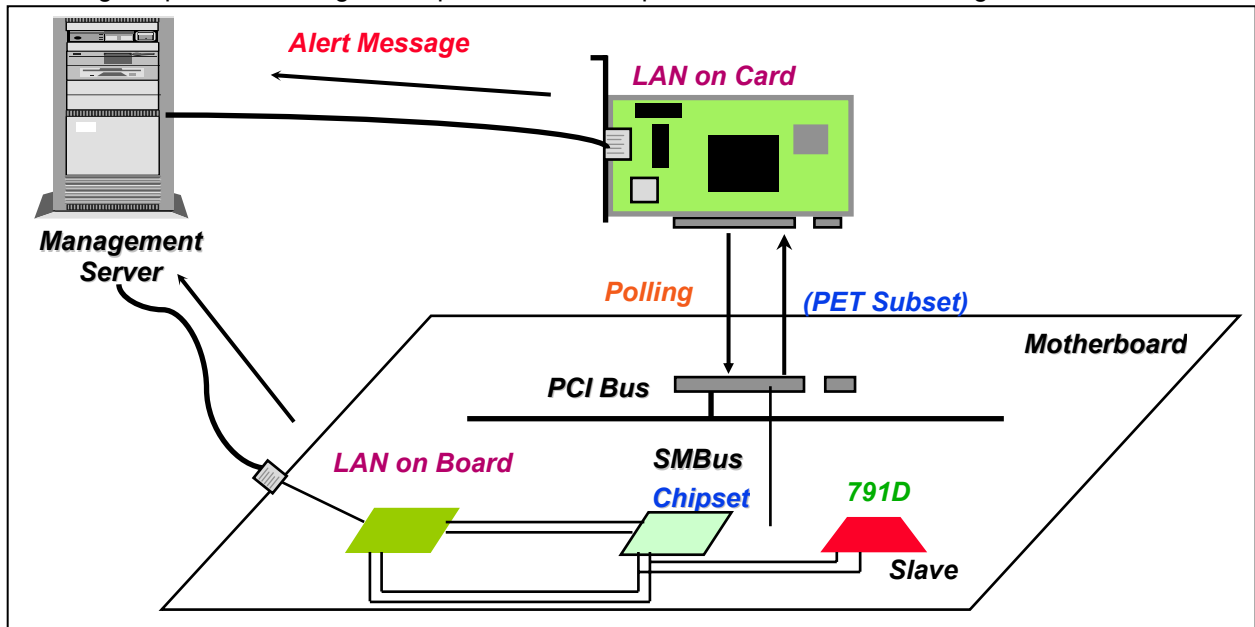 Alert Message
LAN on Card
Management
Server
Polling
(PET Subset)
Motherboard
PCI Bus
LAN on Board
SMBus
Chipset
791D
Slave